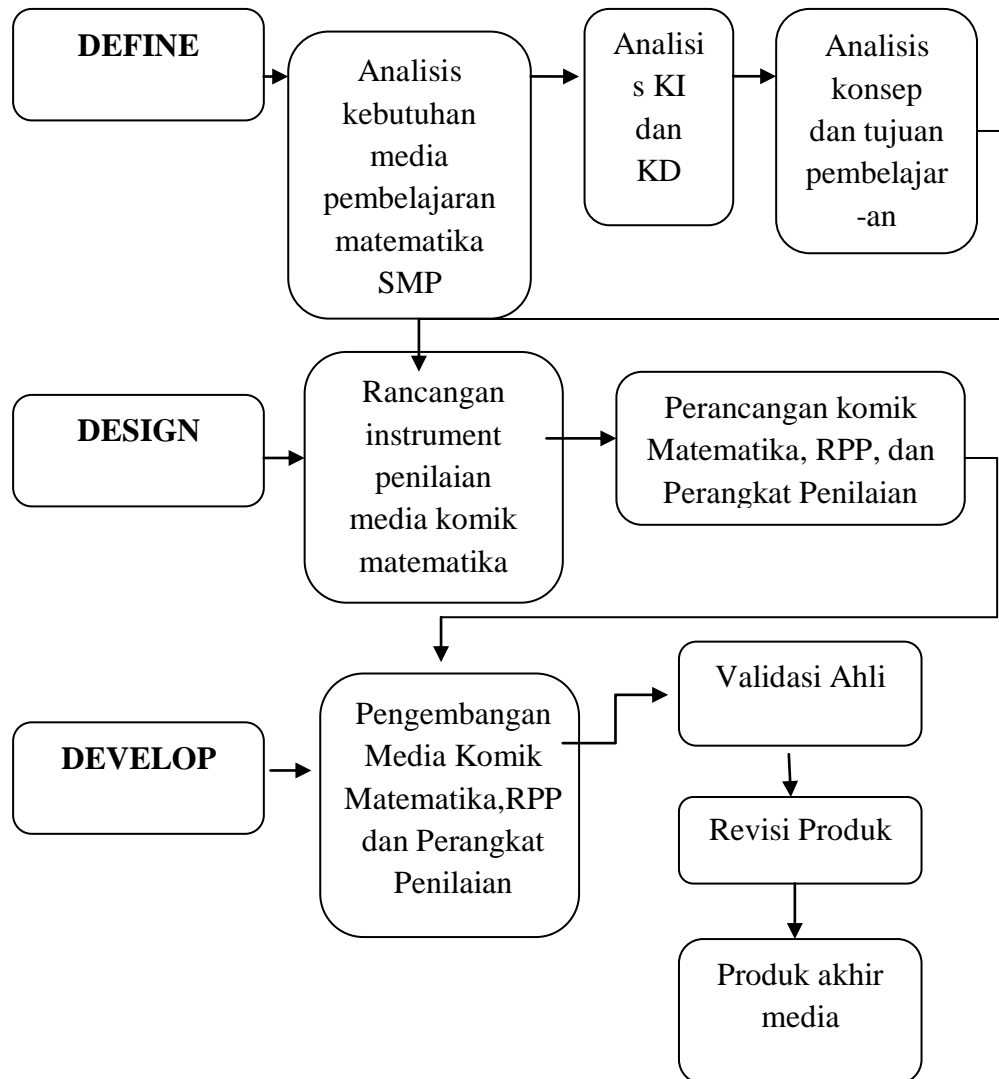 DEFINE
Analisis
kebutuhan
media
pembelajaran
matematika
SMP
Analisi
s KI
dan
KD
Analisis
konsep
dan tujuan
pembelajar
-an
DESIGN
Rancangan
instrument
penilaian
media komik
matematika
Perancangan komik
Matematika, RPP, dan
Perangkat Penilaian
DEVELOP
Pengembangan
Media Komik
Matematika,RPP
dan Perangkat
Penilaian
Validasi Ahli
Revisi Produk
Produk akhir
media